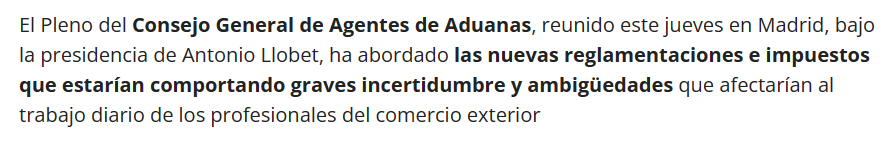 El Pleno del Consejo General de Agentes de Aduanas, reunido este jueves en Madrid, bajo
la presidencia de Antonio Llobet, ha abordado las nuevas reglamentaciones e impuestos
que estarían comportando graves incertidumbre y ambigüedades que afectarían al
trabajo diario de los profesionales del comercio exterior